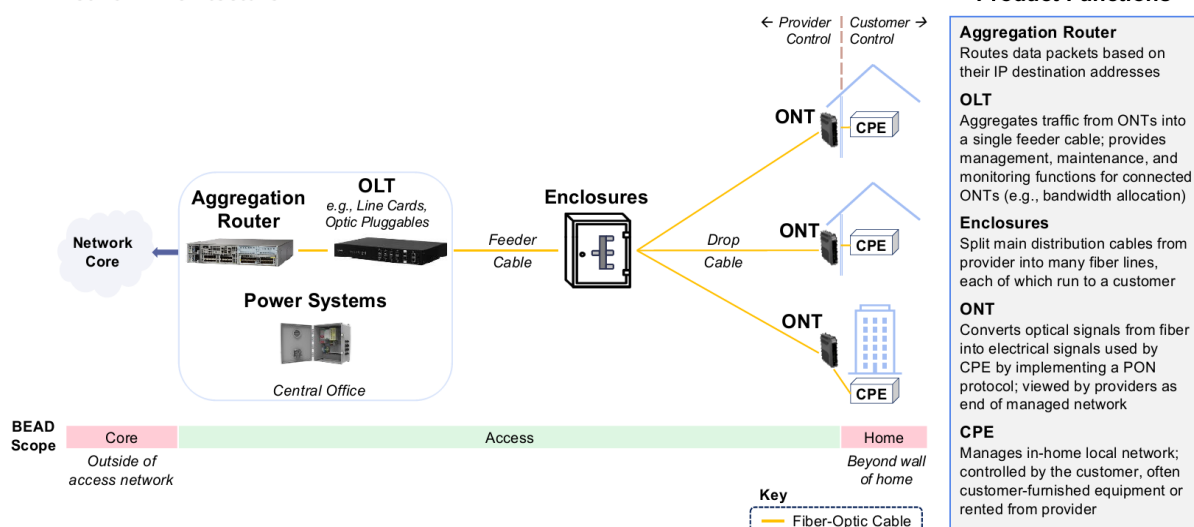 ← Provider
Control
Customer →
Control
ONT
CPE
Aggregation
Router
OLT
e.g., Line Cards,
Optic Pluggables
Enclosures
Network
Core
Feeder
Cable
Drop
Cable
ONT
CPE
Power Systems
Central Office
ONT
CPE
BEAD
Scope
Core
Access
Home
Outside of
access network
Beyond wall
of home
Key
Fiber-Optic Cable
Aggregation Router
Routes data packets based on
their IP destination addresses
OLT
Aggregates traffic from ONTs into
a single feeder cable; provides
management, maintenance, and
monitoring functions for connected
ONTs (e.g., bandwidth allocation)
Enclosures
Split main distribution cables from
provider into many fiber lines,
each of which run to a customer
ONT
Converts optical signals from fiber
into electrical signals used by
CPE by implementing a PON
protocol; viewed by providers as
end of managed network
CPE
Manages in-home local network;
controlled by the customer, often
customer-furnished equipment or
rented from provider